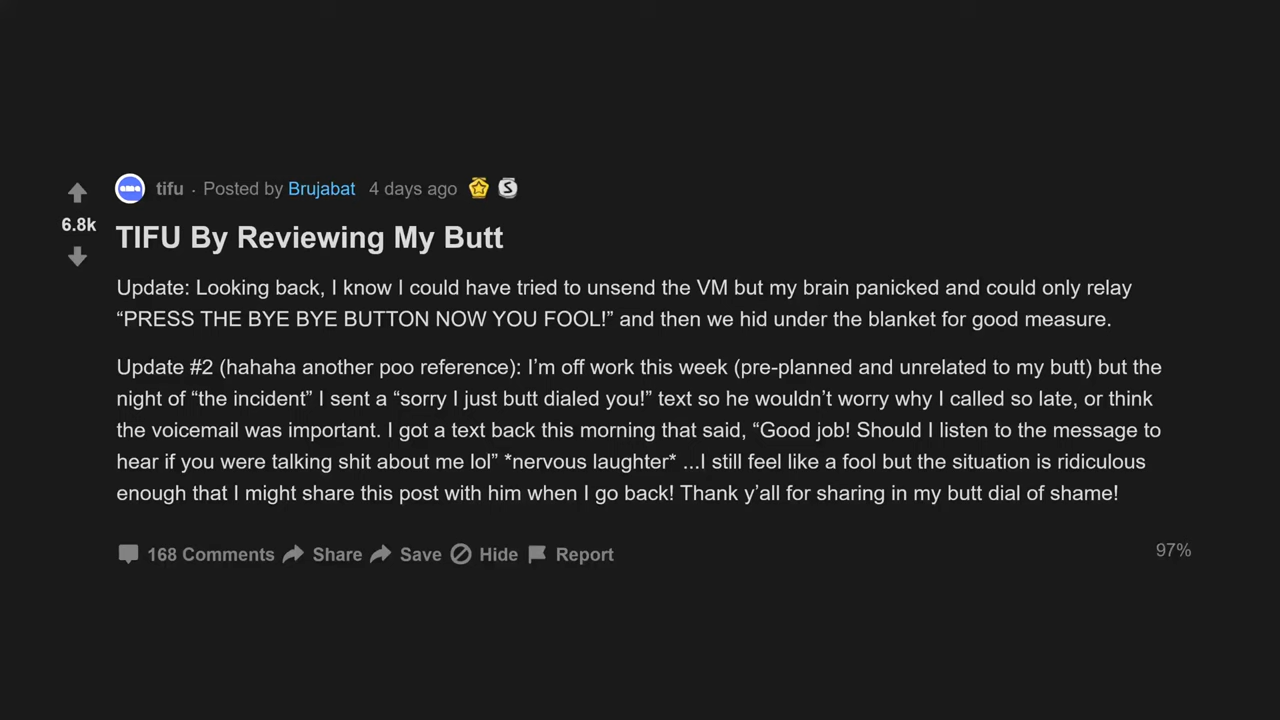 tifu · Posted by Brujabat 4 days ago
6.8k
TIFU By Reviewing My Butt
Update: Looking back, I know I could have tried to unsend the VM but my brain panicked and could only relay
“PRESS THE BYE BYE BUTTON NOW YOU FOOL!” and then we hid under the blanket for good measure.
Update #2 (hahaha another poo reference): I’m off work this week (pre-planned and unrelated to my butt) but the
night of “the incident” I sent a “sorry I just butt dialed you!” text so he wouldn’t worry why I called so late, or think
the voicemail was important. I got a text back this morning that said, “Good job! Should I listen to the message to
hear if you were talking shit about me lol” *nervous laughter* ...I still feel like a fool but the situation is ridiculous
enough that I might share this post with him when I go back! Thank y’all for sharing in my butt dial of shame!
168 Comments Share Save Hide Report
97%